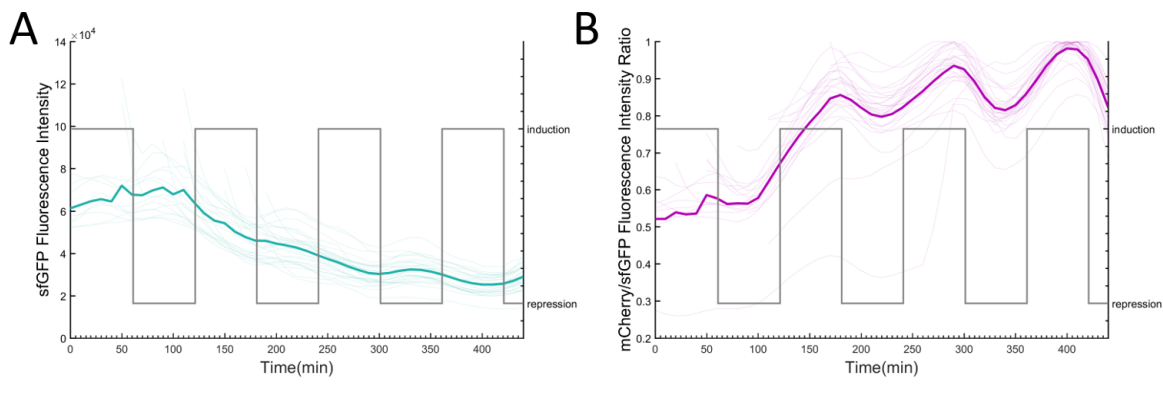 A
×10⁴
14
12
10
8
6
4
2
0
sfGFP Fluorescence Intensity
induction
repression
0 50 100 150 200 250 300 350 400
Time(min)
B
1
0.9
0.8
0.7
0.6
0.5
0.4
0.3
0.2
mCherry/sfGFP Fluorescence Intensity Ratio
induction
repression
0 50 100 150 200 250 300 350 400
Time(min)